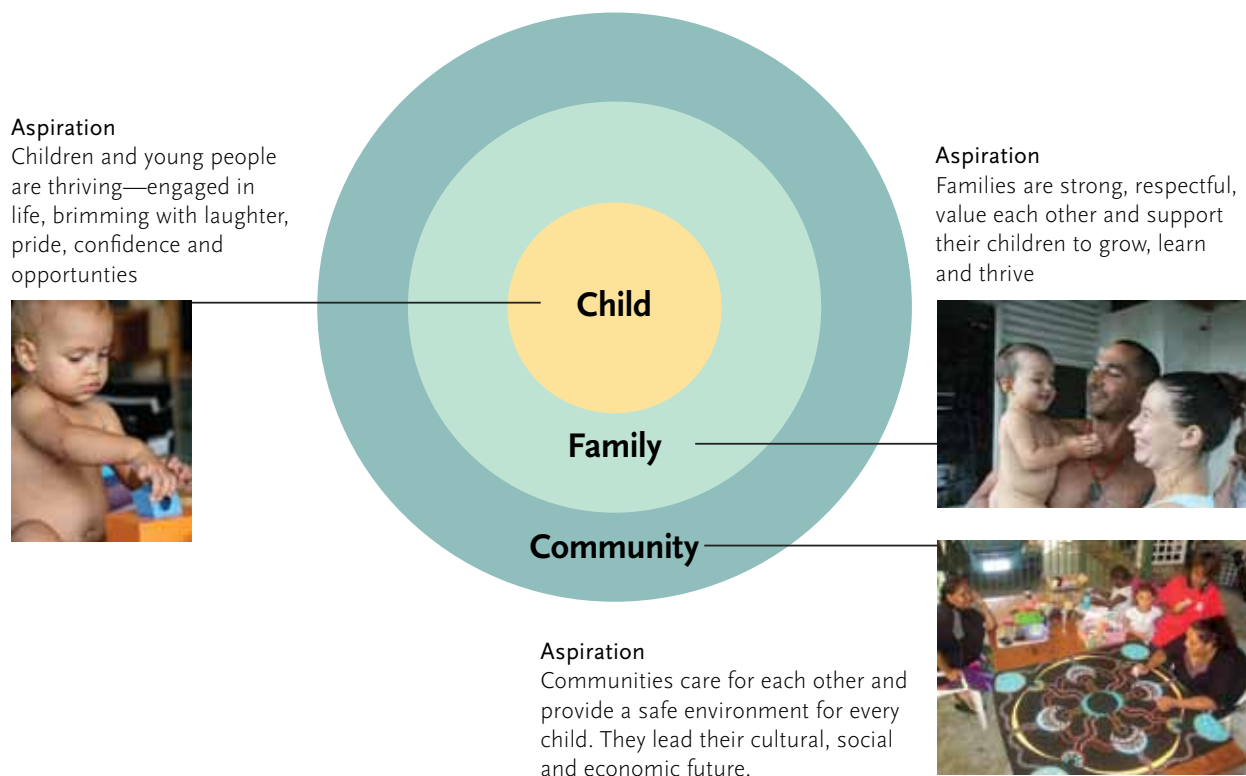 Aspiration
Children and young people
are thriving—engaged in
life, brimming with laughter,
pride, confidence and
opportunties
Child
Family
Community
Aspiration
Families are strong, respectful,
value each other and support
their children to grow, learn
and thrive
Aspiration
Communities care for each other and
provide a safe environment for every
child. They lead their cultural, social
and economic future.